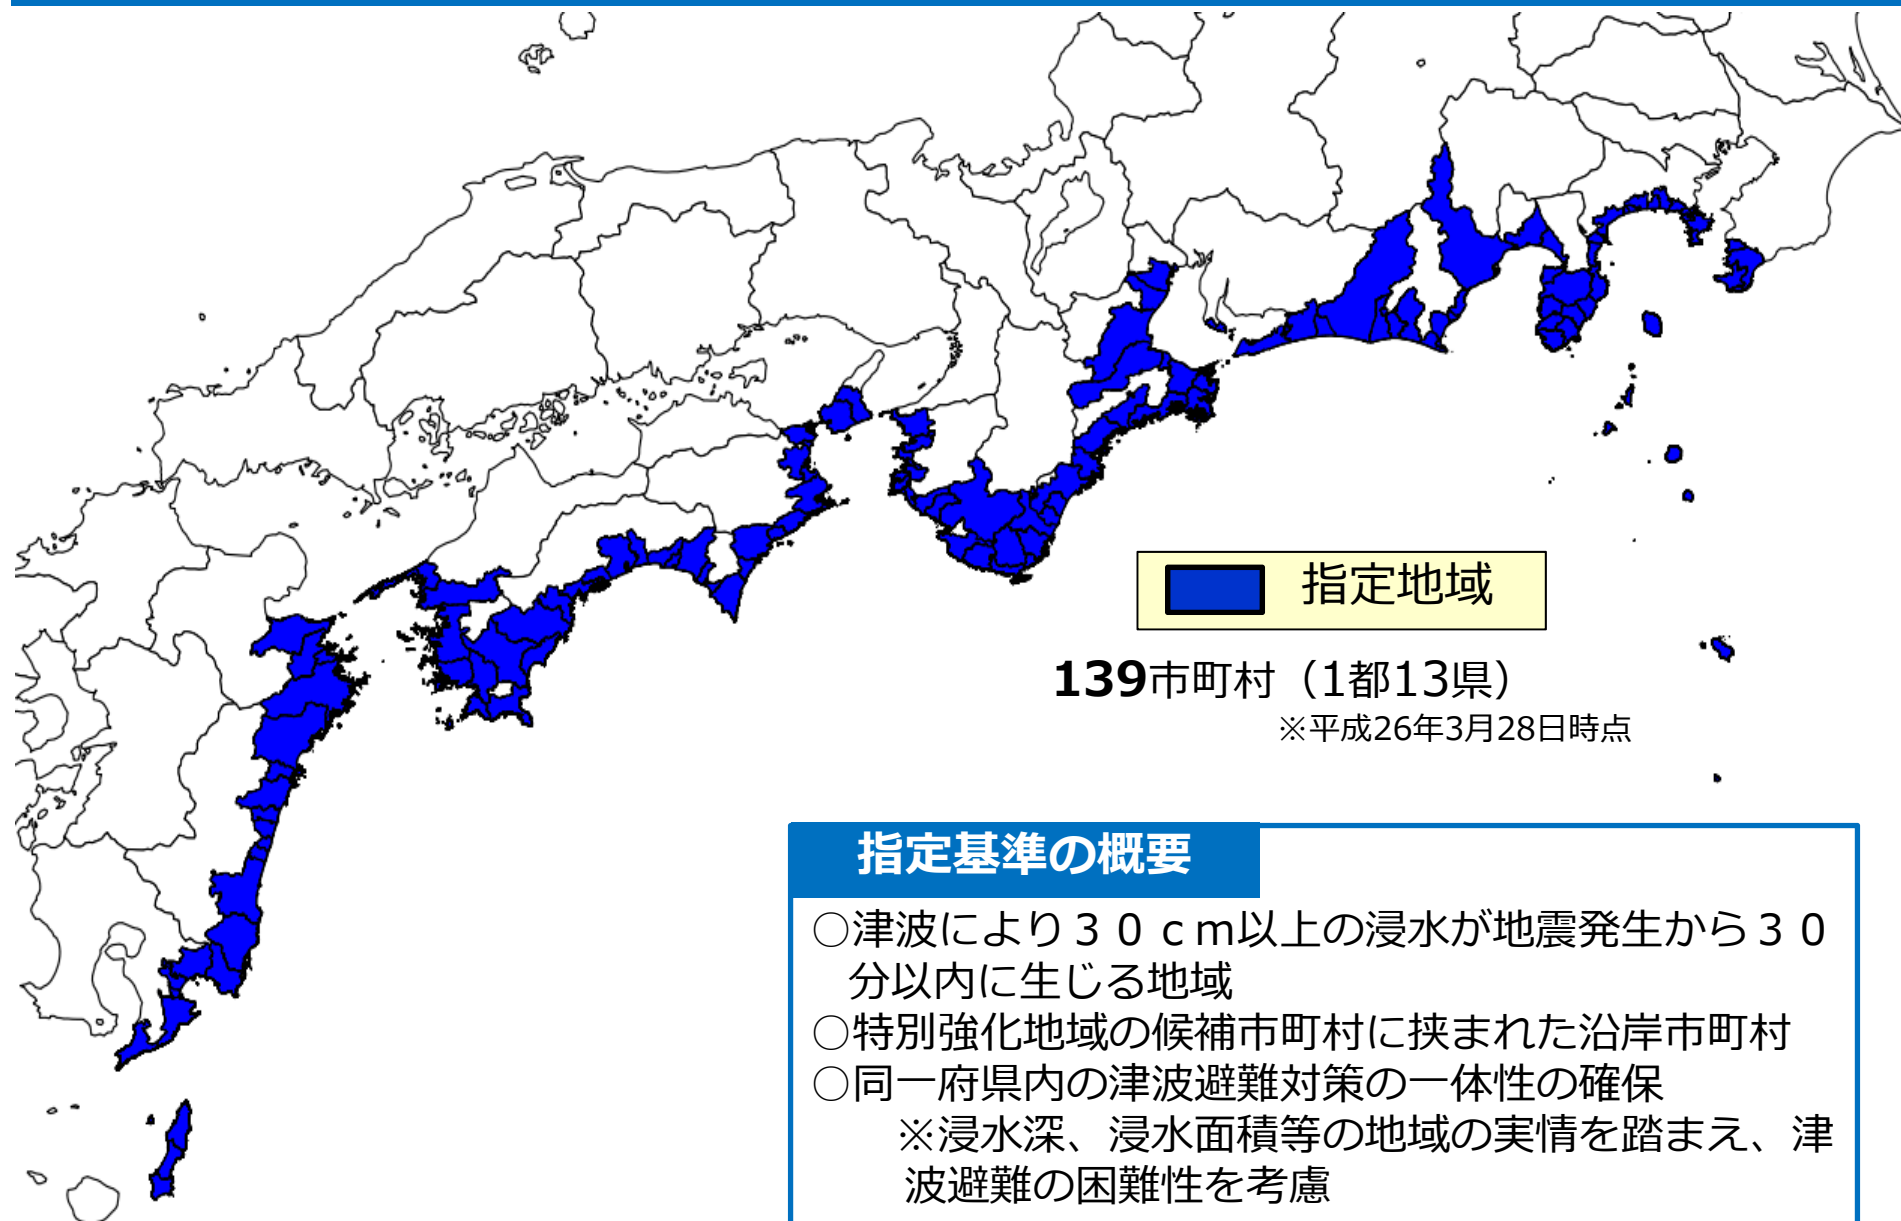 指定地域
139市町村（1都13県）
※平成26年3月28日時点
指定基準の概要
○津波により３０ｃｍ以上の浸水が地震発生から３０
分以内に生じる地域
○特別強化地域の候補市町村に挟まれた沿岸市町村
○同一府県内の津波避難対策の一体性の確保
※浸水深、浸水面積等の地域の実情を踏まえ、津
波避難の困難性を考慮